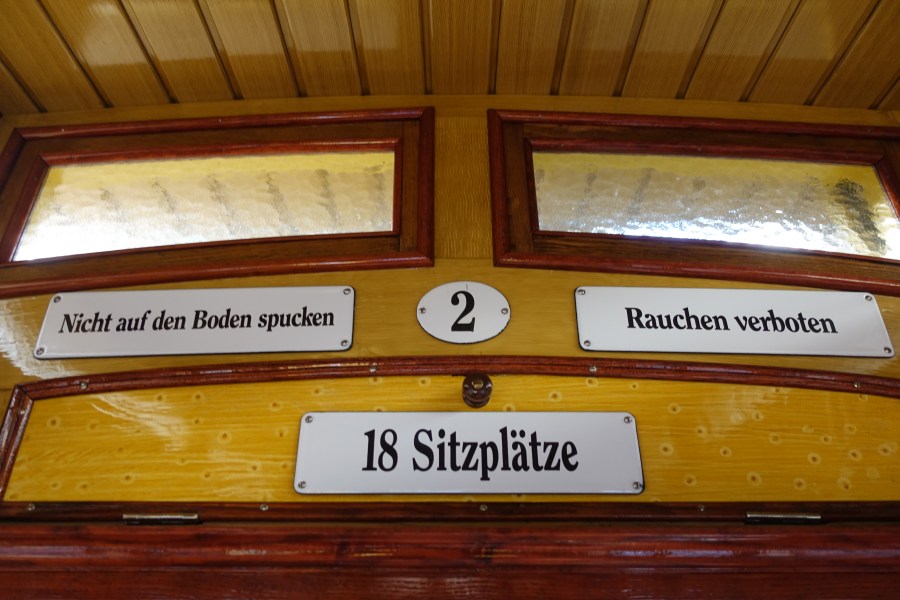 Nicht auf den Boden spucken
2
Rauchen verboten
18 Sitzplätze